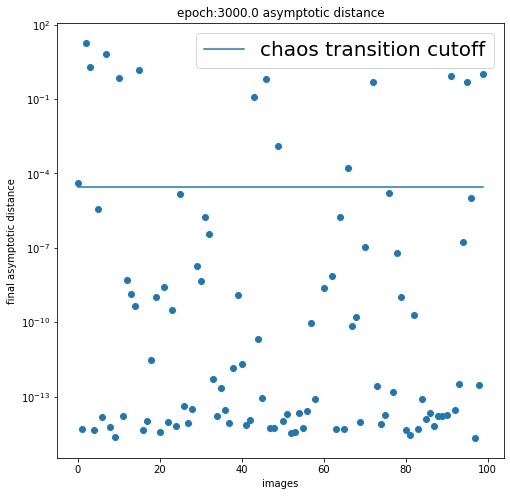 epoch:3000.0 asymptotic distance
chaos transition cutoff
final asymptotic distance
10²
10⁻¹
10⁻⁴
10⁻⁷
10⁻¹⁰
10⁻¹³
0 20 40 60 80 100
images